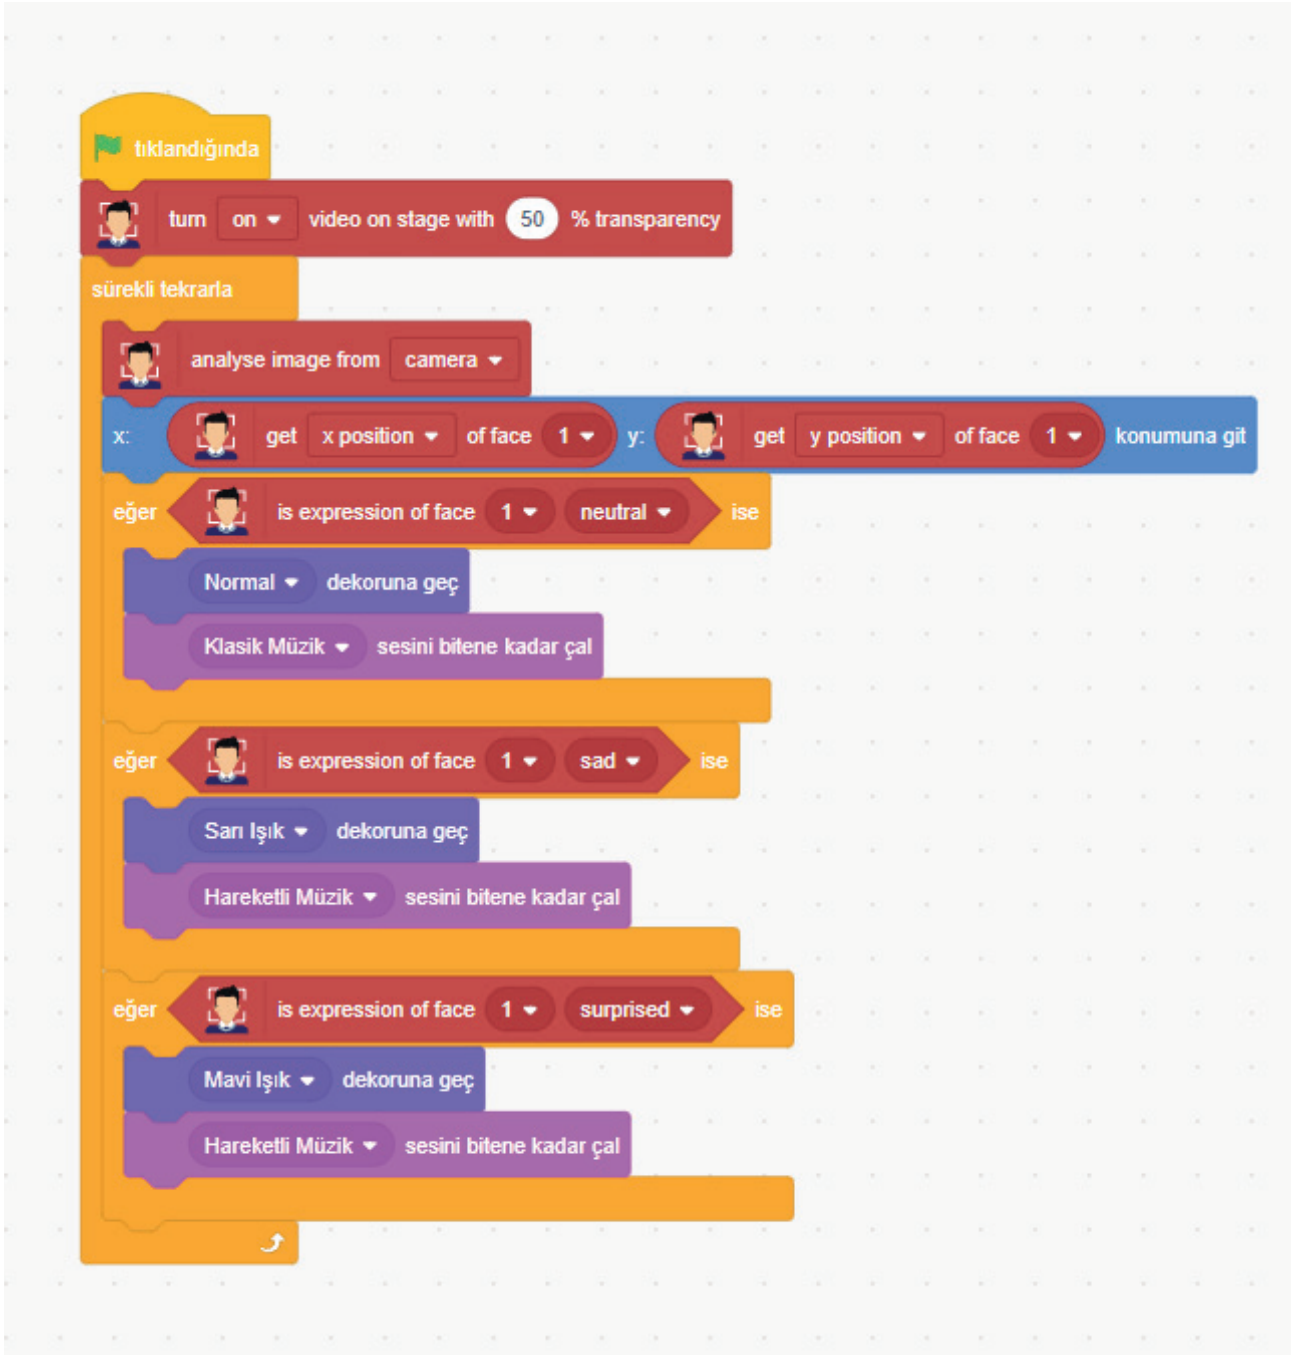 tıklandığında
turn on video on stage with 50 % transparency
sürekli tekrarla
analyse image from camera
x: get x position of face 1 y: get y position of face 1 konumuna git
eğer is expression of face 1 neutral ise
Normal dekoruna geç
Klasik Müzik sesini bitene kadar çal
eğer is expression of face 1 sad ise
Sarı Işık dekoruna geç
Hareketli Müzik sesini bitene kadar çal
eğer is expression of face 1 surprised ise
Mavi Işık dekoruna geç
Hareketli Müzik sesini bitene kadar çal